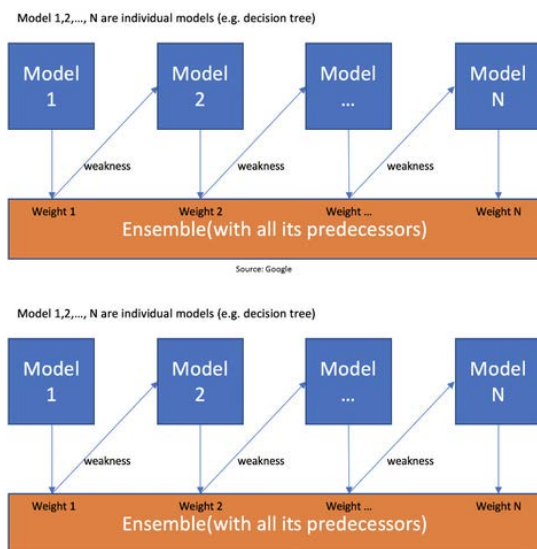 Model 1,2,..., N are individual models (e.g. decision tree)
Model
1
Model
2
Model
...
Model
N
weakness
weakness
weakness
Weight 1
Weight 2
Weight ...
Weight N
Ensemble(with all its predecessors)
Source: Google
Model 1,2,..., N are individual models (e.g. decision tree)
Model
1
Model
2
Model
...
Model
N
weakness
weakness
weakness
Weight 1
Weight 2
Weight ...
Weight N
Ensemble(with all its predecessors)